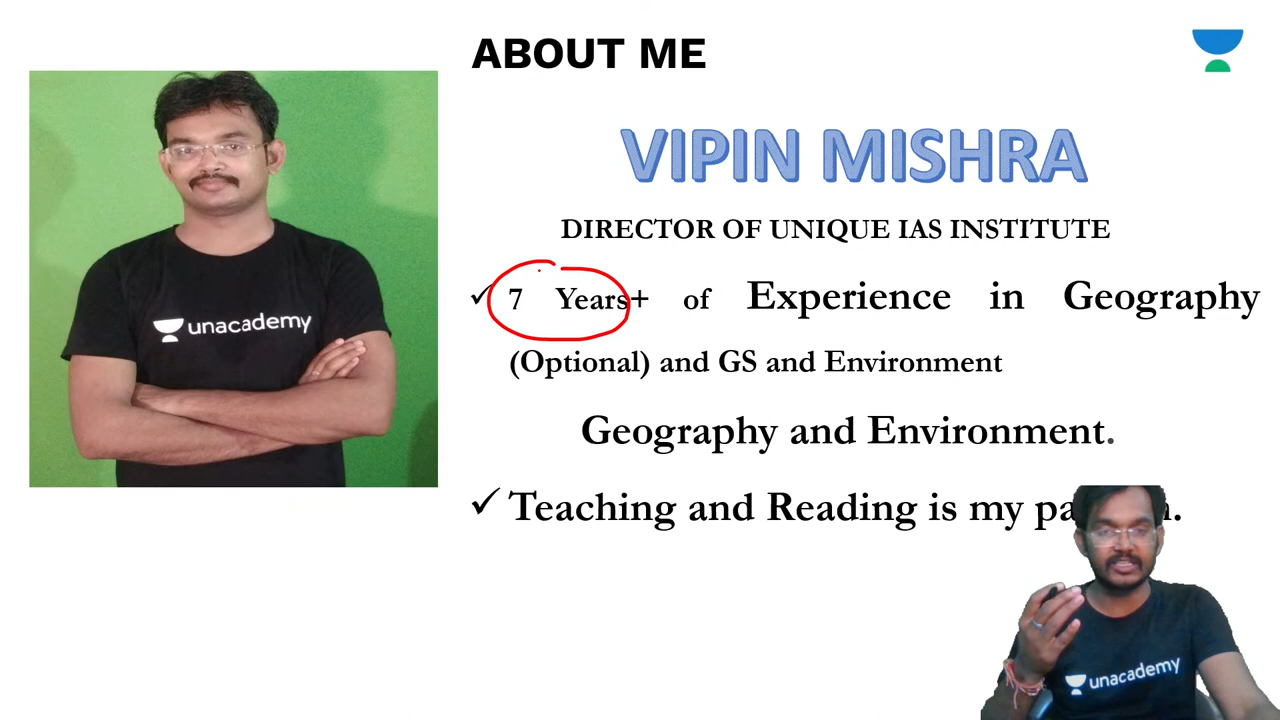 ABOUT ME
VIPIN MISHRA
DIRECTOR OF UNIQUE IAS INSTITUTE
✓ 7 Years+ of Experience in Geography
(Optional) and GS and Environment
Geography and Environment.
✓ Teaching and Reading is my
unacademy
unacademy